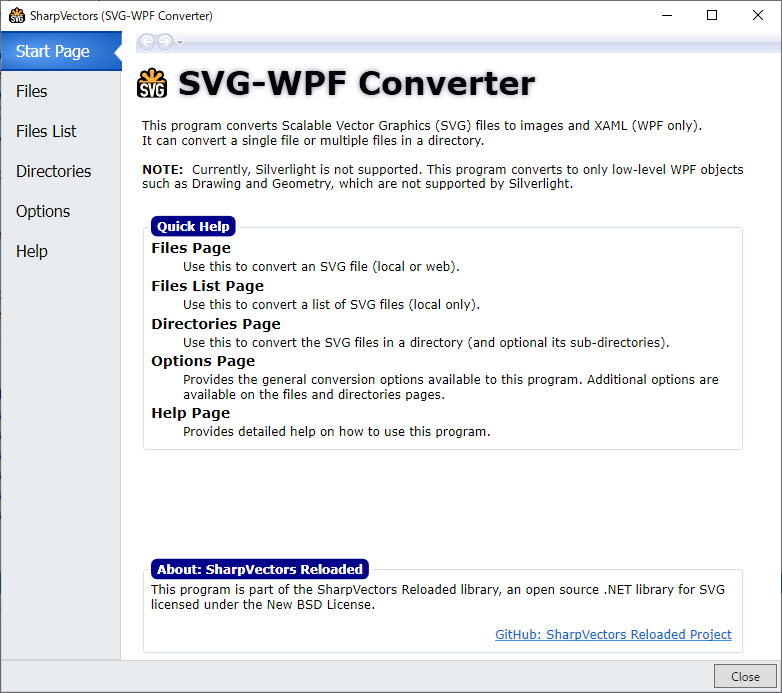 SharpVectors (SVG-WPF Converter)
Start Page
Files
Files List
Directories
Options
Help
SVG
SVG-WPF Converter
This program converts Scalable Vector Graphics (SVG) files to images and XAML (WPF only).
It can convert a single file or multiple files in a directory.
NOTE: Currently, Silverlight is not supported. This program converts to only low-level WPF objects
such as Drawing and Geometry, which are not supported by Silverlight.
Quick Help
Files Page
Use this to convert an SVG file (local or web).
Files List Page
Use this to convert a list of SVG files (local only).
Directories Page
Use this to convert the SVG files in a directory (and optional its sub-directories).
Options Page
Provides the general conversion options available to this program. Additional options are
available on the files and directories pages.
Help Page
Provides detailed help on how to use this program.
About: SharpVectors Reloaded
This program is part of the SharpVectors Reloaded library, an open source .NET library for SVG
licensed under the New BSD License.
GitHub: SharpVectors Reloaded Project
Close